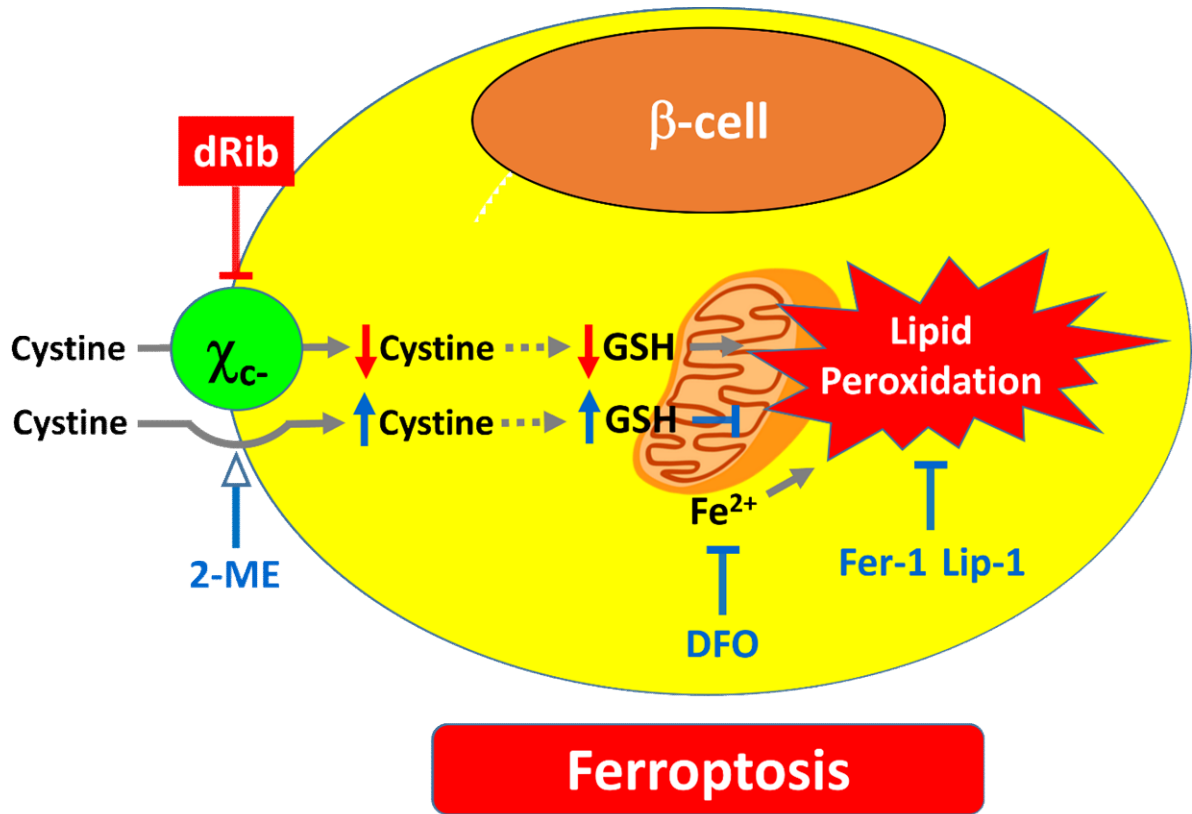 β-cell
dRib
Cystine
χc-
Cystine
GSH
Lipid
Peroxidation
Cystine
Cystine
GSH
Fe²⁺
2-ME
Fer-1 Lip-1
DFO
Ferroptosis